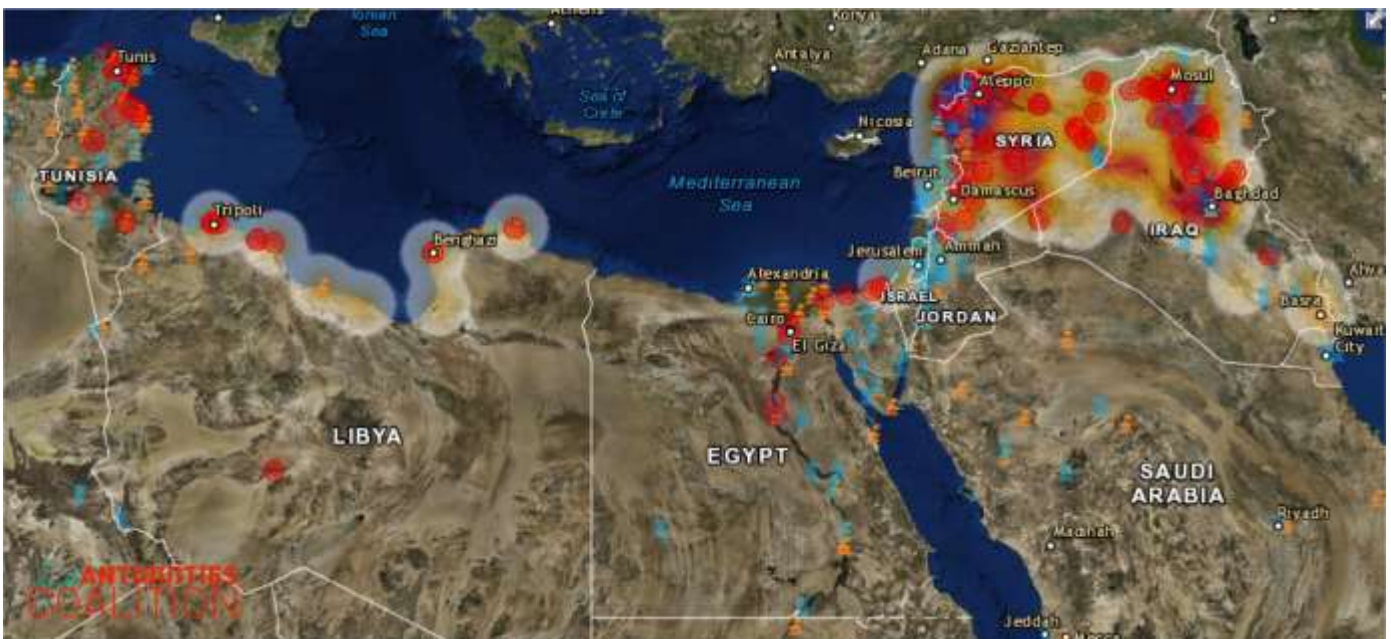 Ionian
Sea
Athens
Konya
Antalya
Adana
Gaziantep
Tunis
Aleppo
Mosul
Sea of
Crete
Nicosia
SYRIA
TUNISIA
Mediterranean
Sea
Beirut
Damascus
Baghdad
Tripoli
Benghazi
IRAQ
Jerusalem
Amman
Alexandria
ISRAEL
JORDAN
Basra
Cairo
El Giza
Kuwait
City
LIBYA
EGYPT
SAUDI
ARABIA
Riyadh
Madinah
ANTIQUITIES
COALITION
Jeddah
Mecca